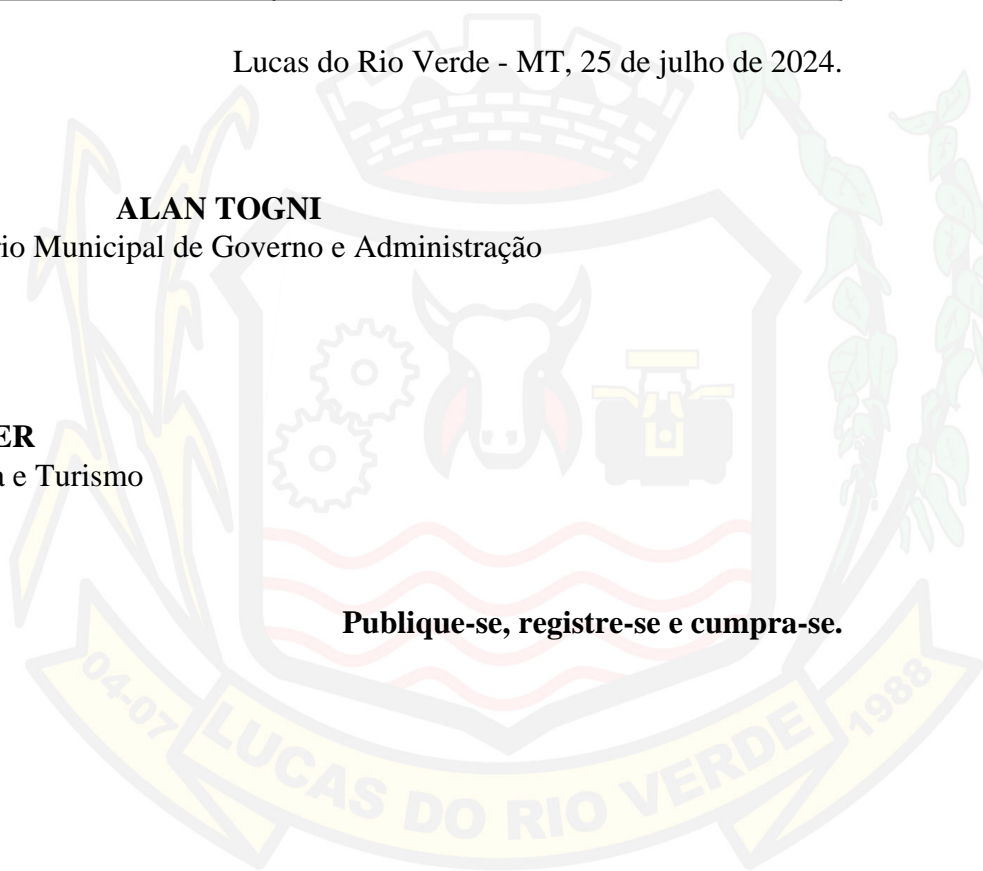 Lucas do Rio Verde - MT, 25 de julho de 2024.
ALAN TOGNI
io Municipal de Governo e Administração
ER
a e Turismo
Publique-se, registre-se e cumpra-se.
04-07 LUCAS DO RIO VERDE 1988